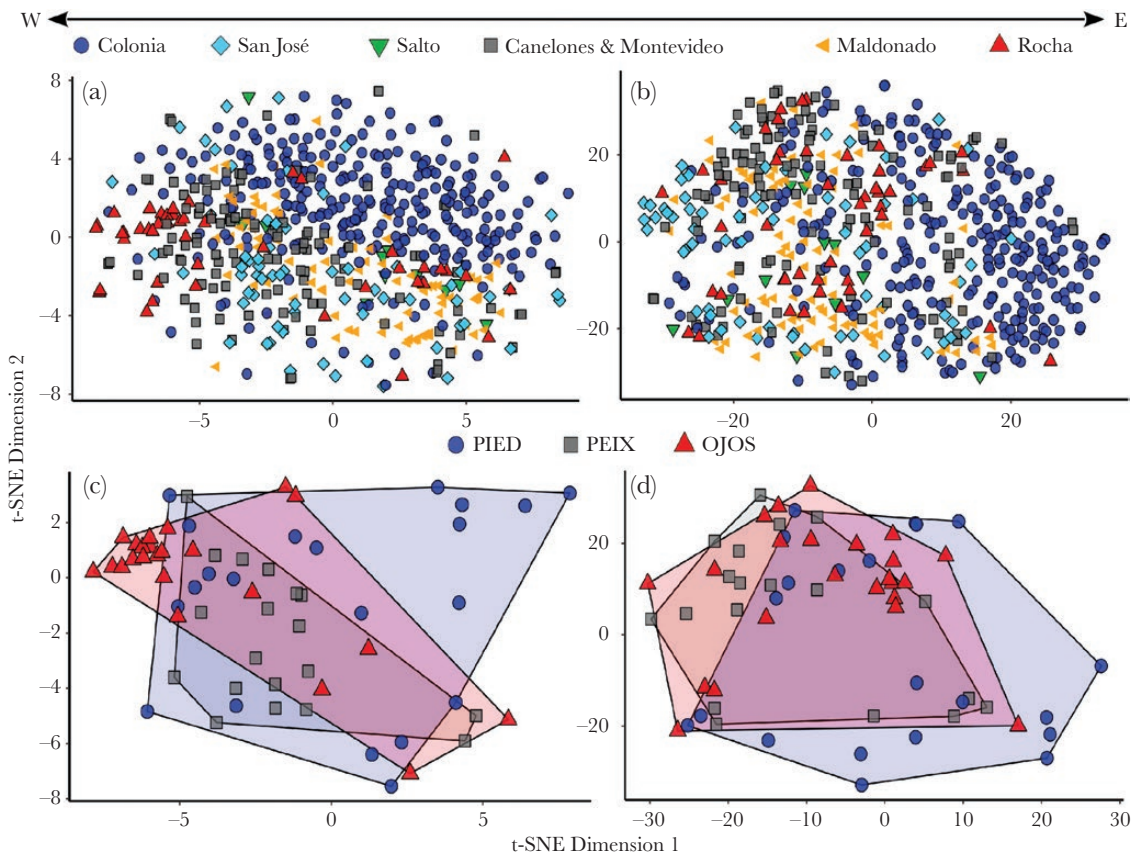 W E
Colonia San José Salto Canelones & Montevideo Maldonado Rocha
(a) (b)
8
4
0
−4
−8
20
0
−20
−5 0 5
−20 0 20
t-SNE Dimension 2
PIED PEIX OJOS
(c) (d)
2
0
−2
−4
−6
−8
20
0
−20
−5 0 5
−30 −20 −10 0 10 20 30
t-SNE Dimension 1